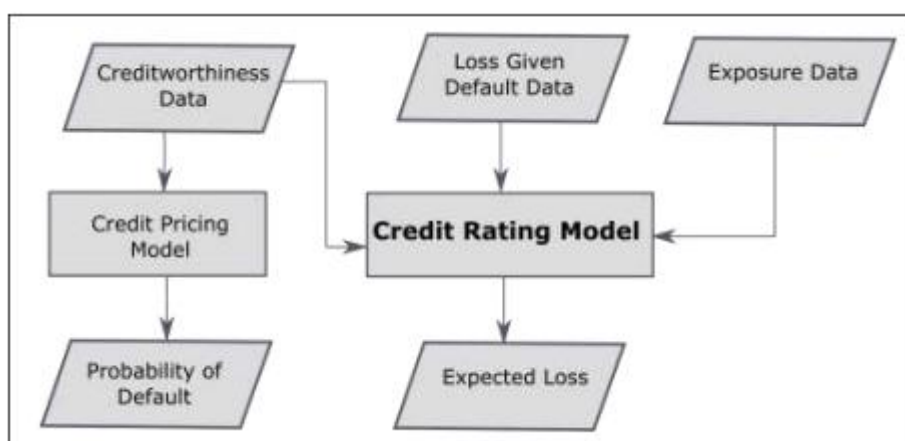 Creditworthiness
Data
Loss Given
Default Data
Exposure Data
Credit Pricing
Model
Credit Rating Model
Probability of
Default
Expected Loss